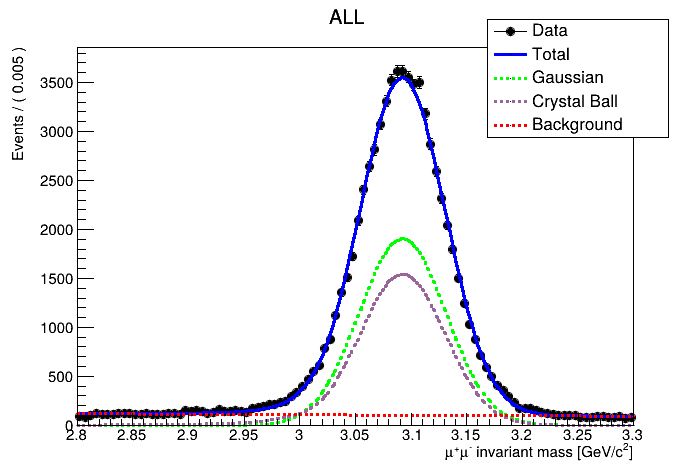 ALL
Data
Total
Gaussian
Crystal Ball
Background
Events / ( 0.005 )
3500
3000
2500
2000
1500
1000
500
0
2.8 2.85 2.9 2.95 3 3.05 3.1 3.15 3.2 3.25 3.3
μ⁺μ⁻ invariant mass [GeV/c²]